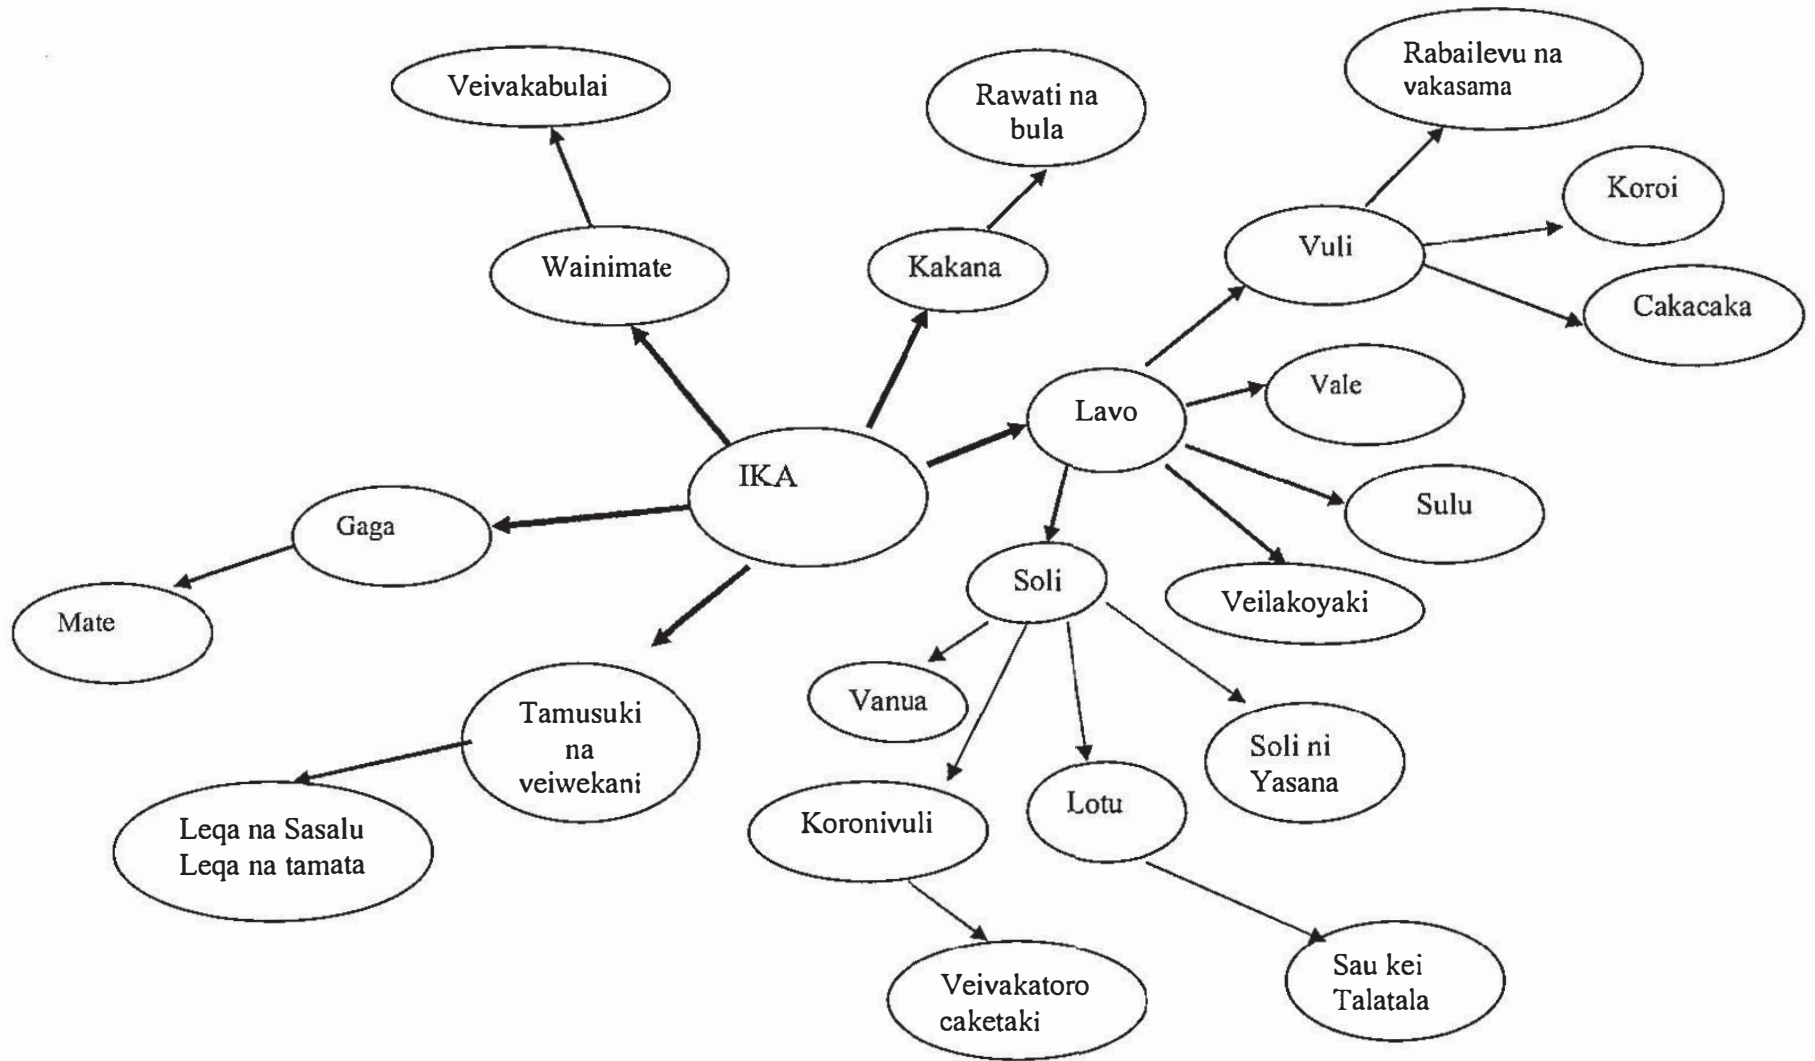 Veivakabulai
Rawati na
bula
Rabailevu na
vakasama
Koroi
Wainimate
Kakana
Vuli
Cakacaka
Vale
Lavo
IKA
Sulu
Gaga
Soli
Veilakoyaki
Mate
Vanua
Tamusuki
na
veiwekani
Soli ni
Yasana
Lotu
Koronivuli
Leqa na Sasalu
Leqa na tamata
Sau kei
Talatala
Veivakatoro
caketaki